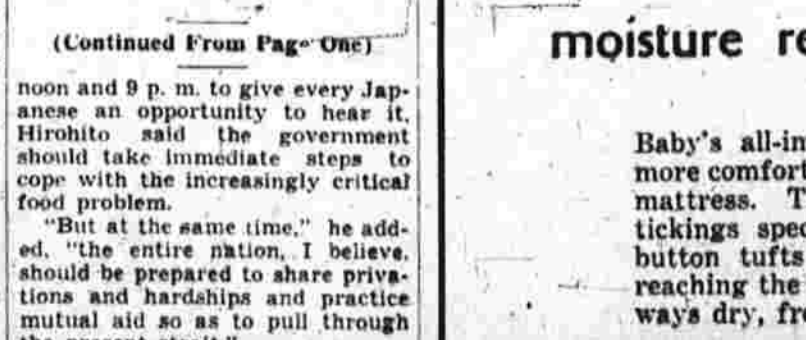 (Continued From Page One)
noon and 9 p. m. to give every Jap-
anese an opportunity to hear it,
Hirohito said the government
should take immediate steps to
cope with the increasingly critical
food problem.
"But at the same time," he add-
ed, "the entire nation, I believe,
should be prepared to share priva-
tions and hardships and practice
mutual aid so as to pull through
moisture re
Baby's all-in
more comfort
mattress. T
tickings spec
button tufts
reaching the
ways dry, fre